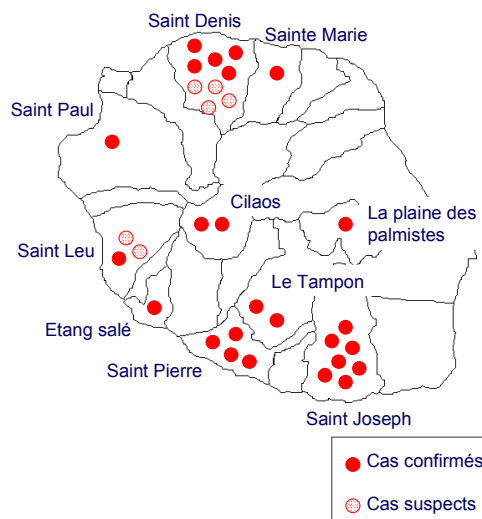 Saint Denis
Sainte Marie
Saint Paul
Cilaos
La plaine des
palmistes
Saint Leu
Le Tampon
Etang salé
Saint Pierre
Saint Joseph
Cas confirmés
Cas suspects